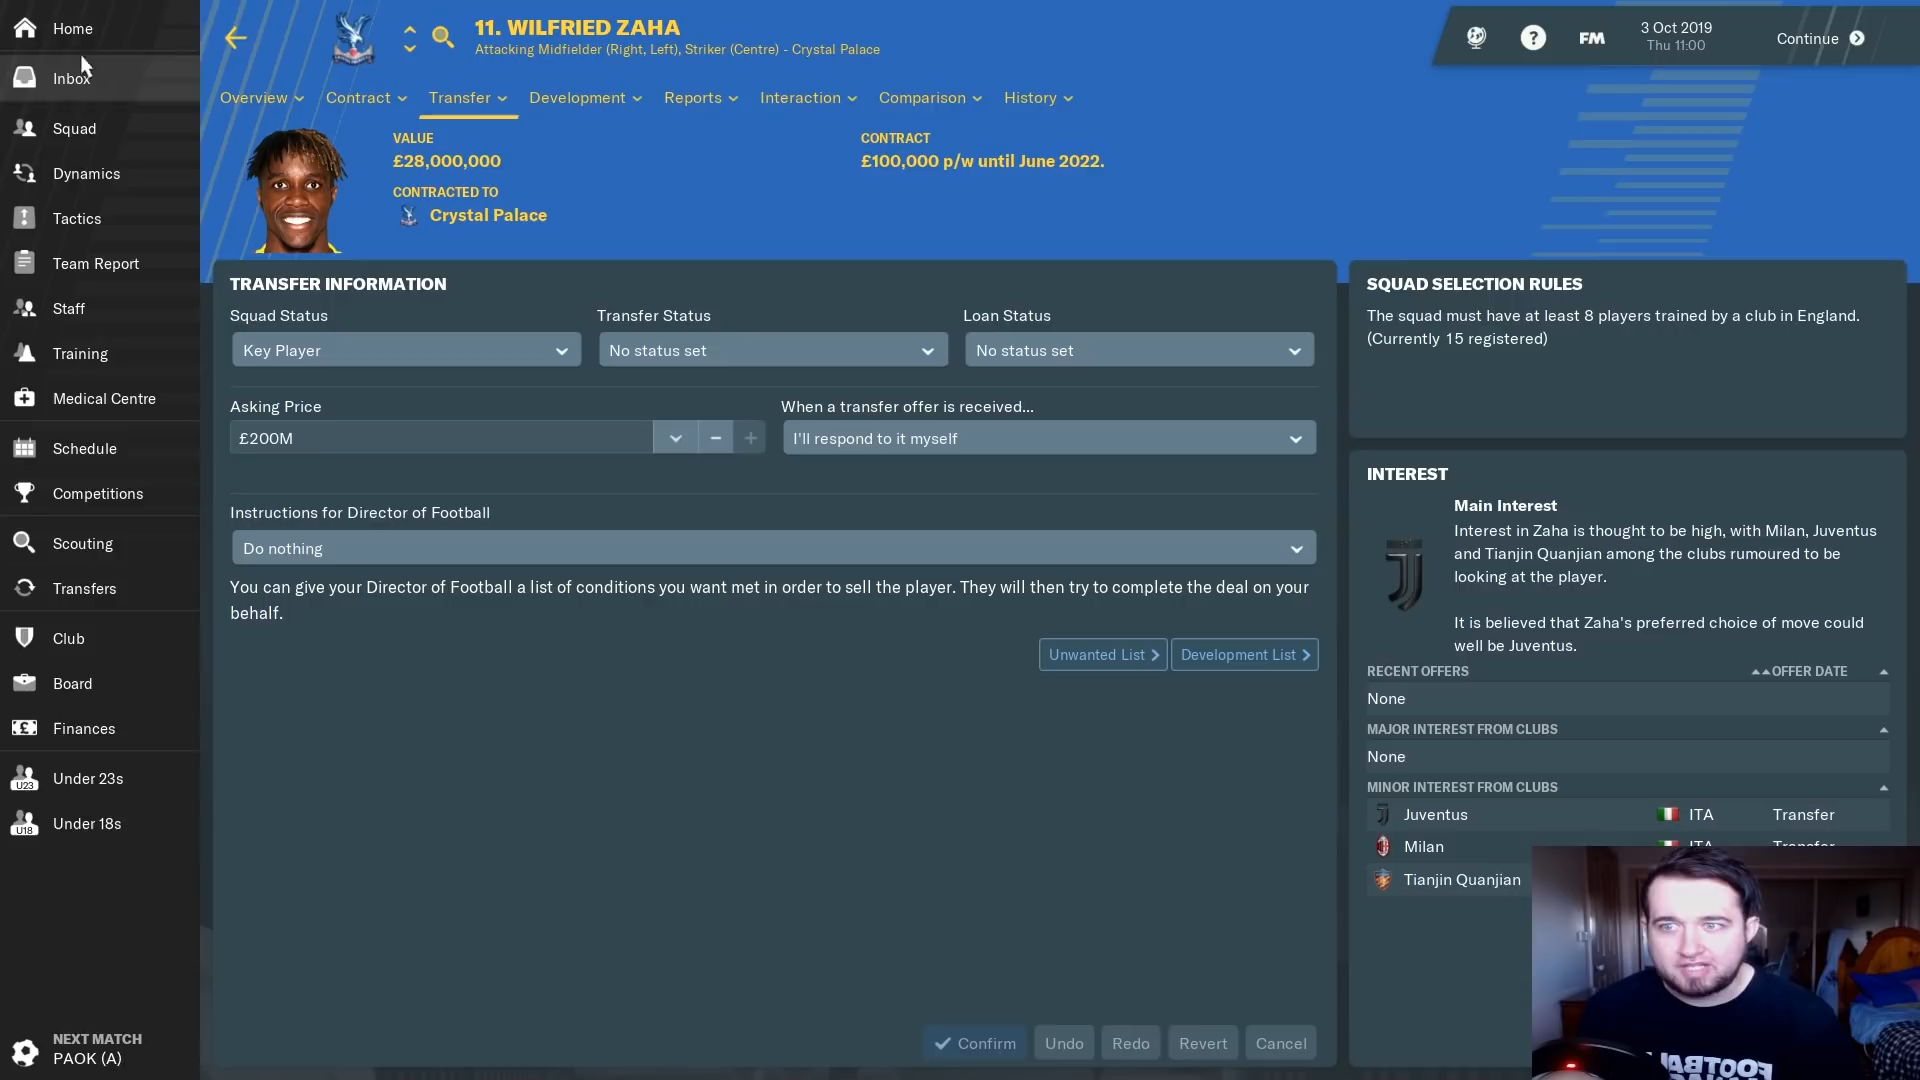 Home
Inbox
Squad
Dynamics
Tactics
Team Report
Staff
Training
Medical Centre
Schedule
Competitions
Scouting
Transfers
Club
Board
Finances
U23
Under 23s
U18
Under 18s
NEXT MATCH
PAOK (A)
11. WILFRIED ZAHA
Attacking Midfielder (Right, Left), Striker (Centre) - Crystal Palace
?
FM
3 Oct 2019
Thu 11:00
Continue
Overview
Contract
Transfer
Development
Reports
Interaction
Comparison
History
VALUE
£28,000,000
CONTRACTED TO
Crystal Palace
CONTRACT
£100,000 p/w until June 2022.
TRANSFER INFORMATION
Squad Status
Transfer Status
Loan Status
Key Player
No status set
No status set
Asking Price
When a transfer offer is received...
£200M
I'll respond to it myself
Instructions for Director of Football
Do nothing
You can give your Director of Football a list of conditions you want met in order to sell the player. They will then try to complete the deal on your
behalf.
Unwanted List
Development List
Confirm
Undo
Redo
Revert
Cancel
SQUAD SELECTION RULES
The squad must have at least 8 players trained by a club in England.
(Currently 15 registered)
INTEREST
Main Interest
Interest in Zaha is thought to be high, with Milan, Juventus
and Tianjin Quanjian among the clubs rumoured to be
looking at the player.
It is believed that Zaha's preferred choice of move could
well be Juventus.
RECENT OFFERS
OFFER DATE
None
MAJOR INTEREST FROM CLUBS
None
MINOR INTEREST FROM CLUBS
Juventus ITA Transfer
Milan ITA Transfer
Tianjin Quanjian